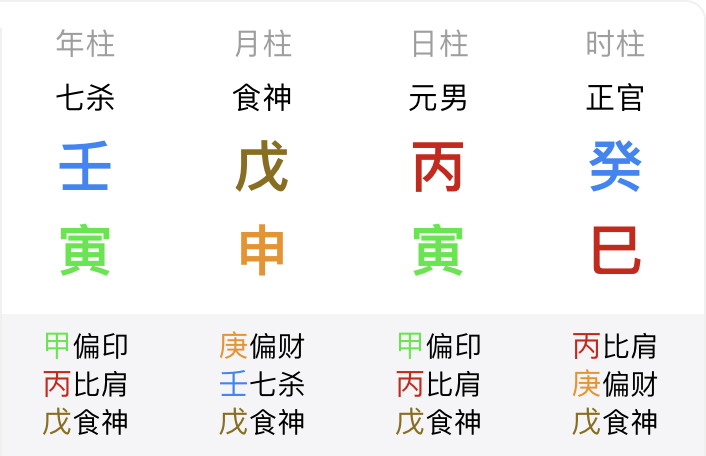 年柱 月柱 日柱 时柱
七杀 食神 元男 正官
壬 戊 丙 癸
寅 申 寅 巳
甲偏印 庚偏财 甲偏印 丙比肩
丙比肩 壬七杀 丙比肩 庚偏财
戊食神 戊食神 戊食神 戊食神